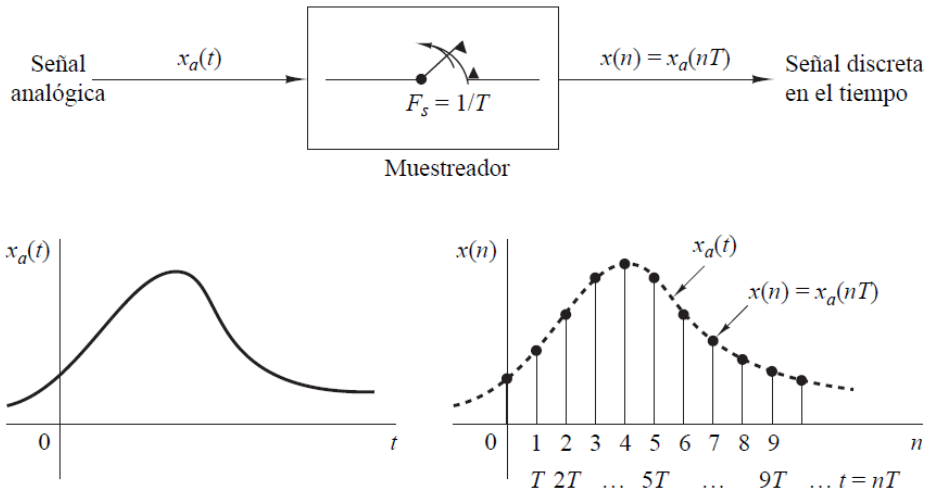 Señal analógica
xₐ(t)
Fₛ = 1/T
Muestreador
x(n) = xₐ(nT)
Señal discreta en el tiempo
xₐ(t)
0
t
x(n)
xₐ(t)
x(n) = xₐ(nT)
0 1 2 3 4 5 6 7 8 9 n
T 2T … 5T … 9T … t = nT